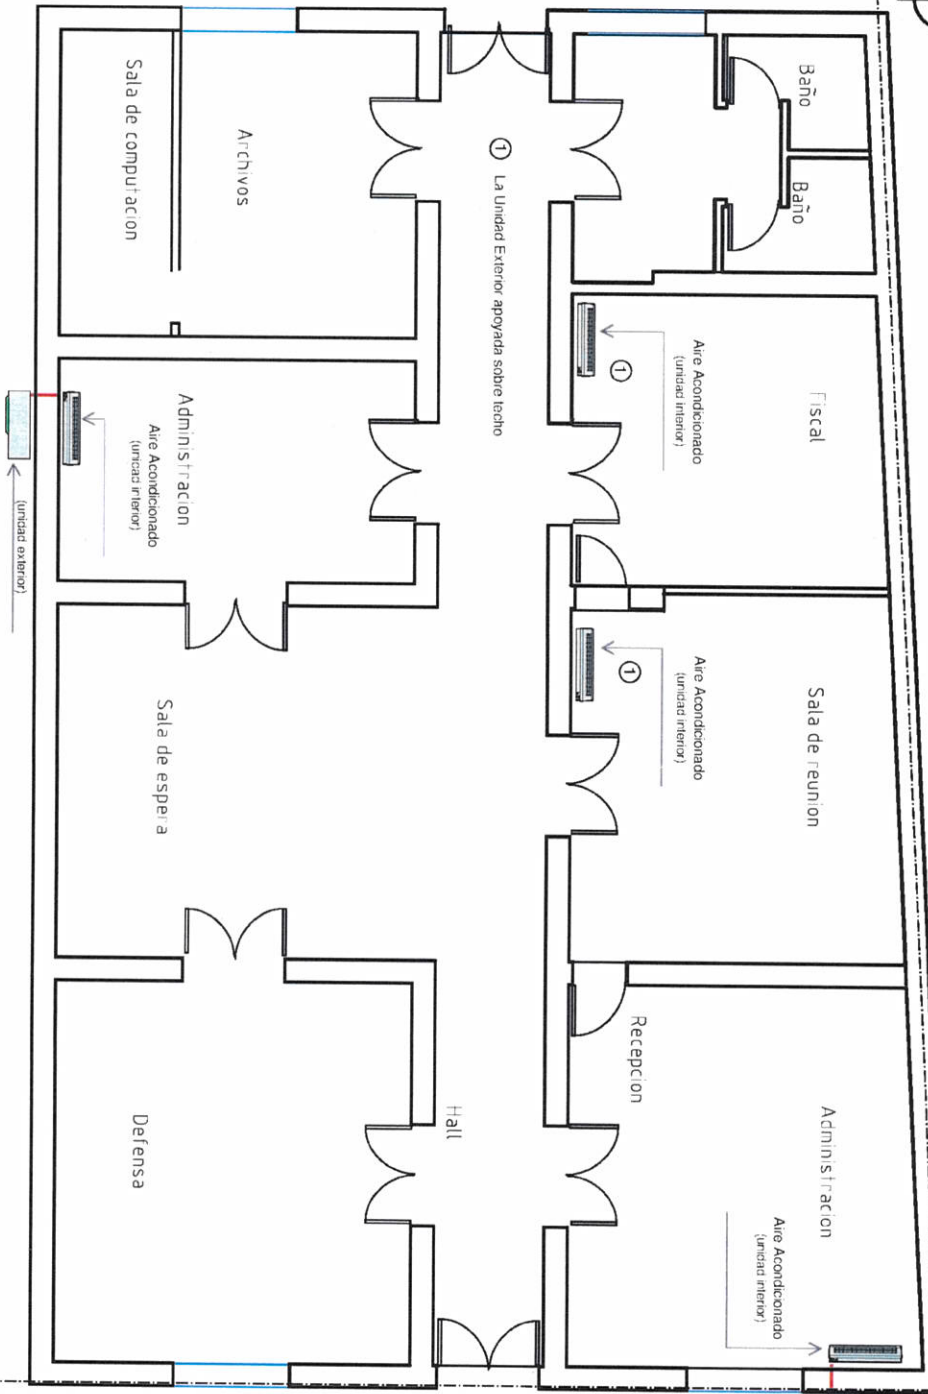 Baño
Baño
Sala de computacion
Archivos
① La Unidad Exterior apoyada sobre techo
Fiscal
Aire Acondicionado
(unidad interior)
①
Administracion
Aire Acondicionado
(unidad interior)
(unidad exterior)
Sala de reunion
Aire Acondicionado
(unidad interior)
①
Sala de espera
Recepcion
Hall
Administracion
Aire Acondicionado
(unidad interior)
Defensa